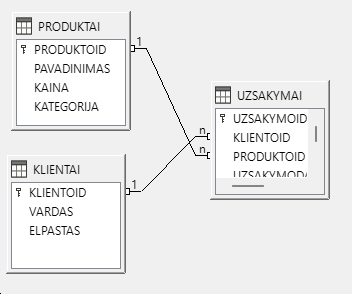 PRODUKTAI
PRODUKTOID
PAVADINIMAS
KAINA
KATEGORIJA
1
UZSAKYMAI
UZSAKYMOID
KLIENTOID
PRODUKTOID
n
n
KLIENTAI
KLIENTOID
VARDAS
ELPASTAS
1